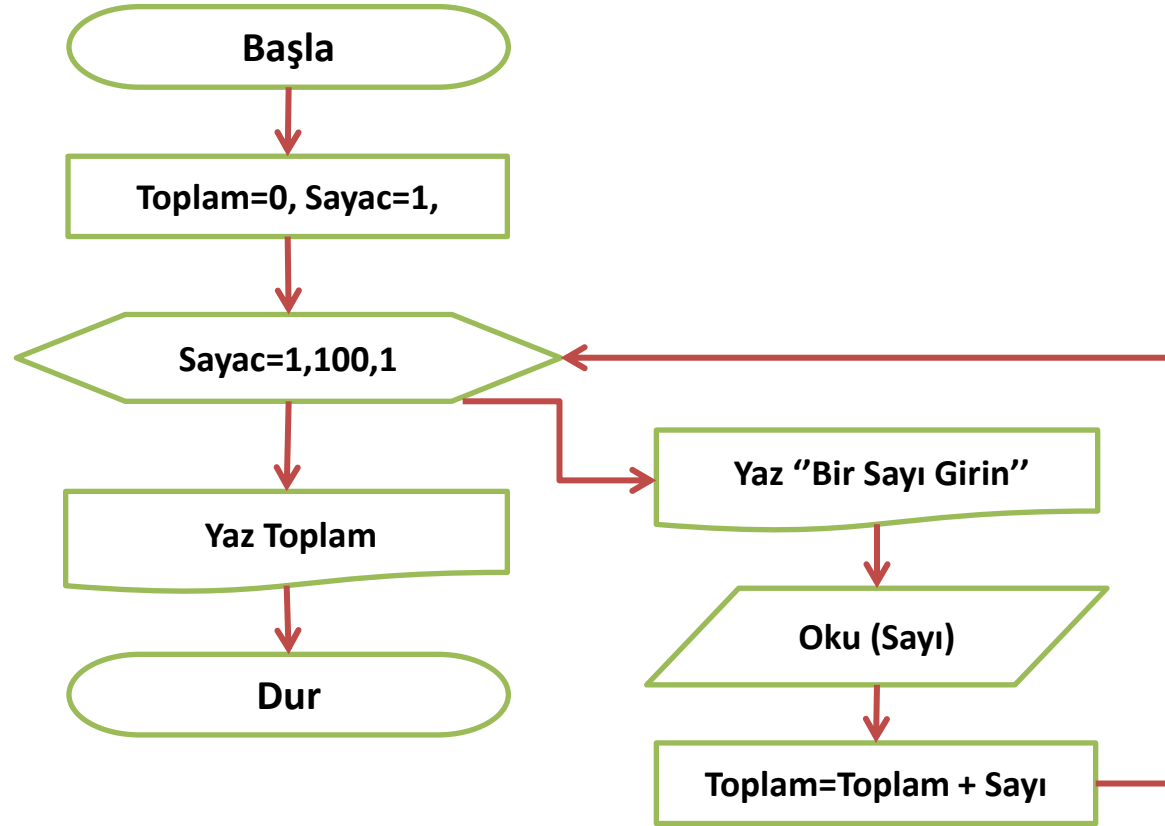 Başla
Toplam=0, Sayac=1,
Sayac=1,100,1
Yaz ‘’Bir Sayı Girin’’
Oku (Sayı)
Toplam=Toplam + Sayı
Yaz Toplam
Dur